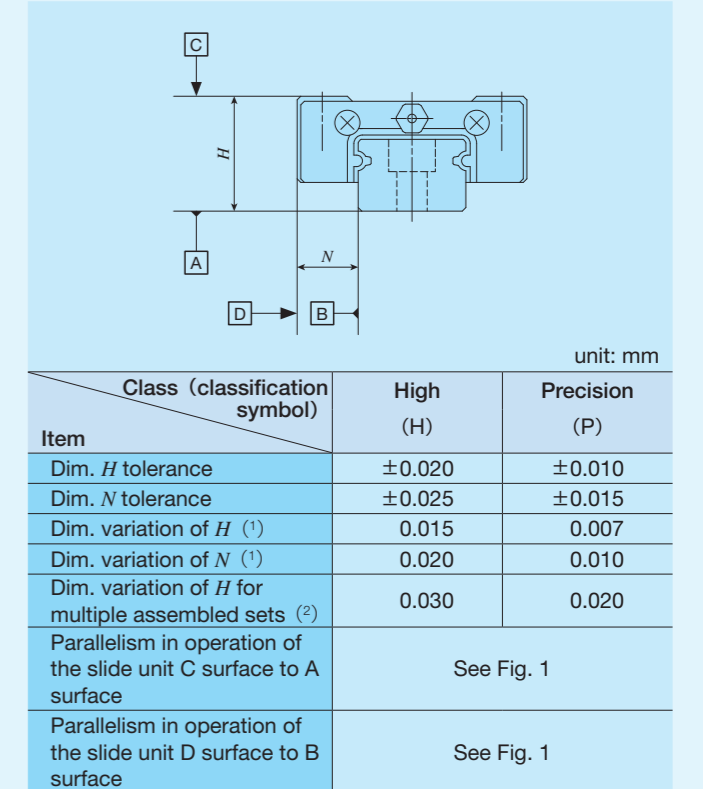 C
H
A
N
D
B
unit: mm
Class（classification
symbol）
Item
High
（H）
Precision
（P）
Dim. H tolerance
±0.020
±0.010
Dim. N tolerance
±0.025
±0.015
Dim. variation of H（¹）
0.015
0.007
Dim. variation of N（¹）
0.020
0.010
Dim. variation of H for
multiple assembled sets（²）
0.030
0.020
Parallelism in operation of
the slide unit C surface to A
surface
See Fig. 1
Parallelism in operation of
the slide unit D surface to B
surface
See Fig. 1